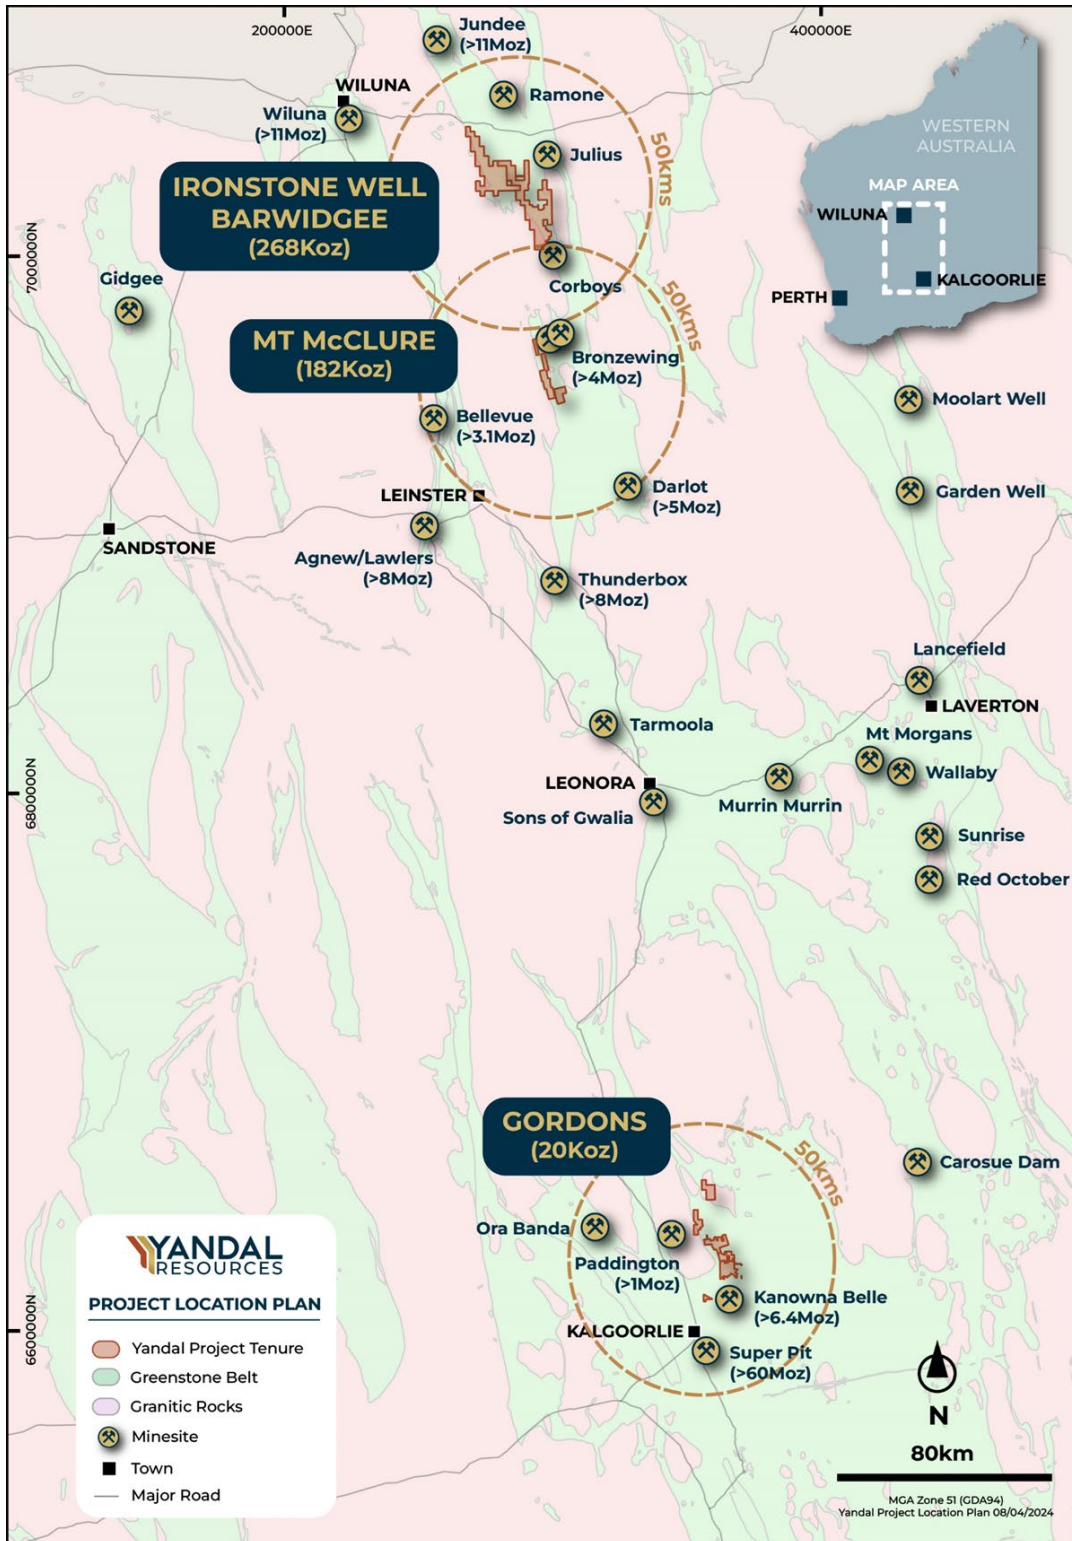 200000E
400000E
Jundee
(>11Moz)
WILUNA
Ramone
Wiluna
(>11Moz)
Julius
50kms
WESTERN
AUSTRALIA
MAP AREA
WILUNA
KALGOORLIE
PERTH
IRONSTONE WELL
BARWIDGEE
(268Koz)
7000000N
Gidgee
Corboys
50kms
MT McCLURE
(182Koz)
Bronzewing
(>4Moz)
Moolart Well
Bellevue
(>3.1Moz)
LEINSTER
Darlot
(>5Moz)
Garden Well
SANDSTONE
Agnew/Lawlers
(>8Moz)
Thunderbox
(>8Moz)
Lancefield
LAVERTON
Tarmoola
Mt Morgans
Wallaby
LEONORA
Murrin Murrin
6800000N
Sons of Gwalia
Sunrise
Red October
GORDONS
(20Koz)
50kms
Carosue Dam
Ora Banda
Paddington
(>1Moz)
Kanowna Belle
(>6.4Moz)
KALGOORLIE
Super Pit
(>60Moz)
6600000N
YANDAL
RESOURCES
PROJECT LOCATION PLAN
Yandal Project Tenure
Greenstone Belt
Granitic Rocks
Minesite
Town
Major Road
N
80km
MGA Zone 51 (GDA94)
Yandal Project Location Plan 08/04/2024